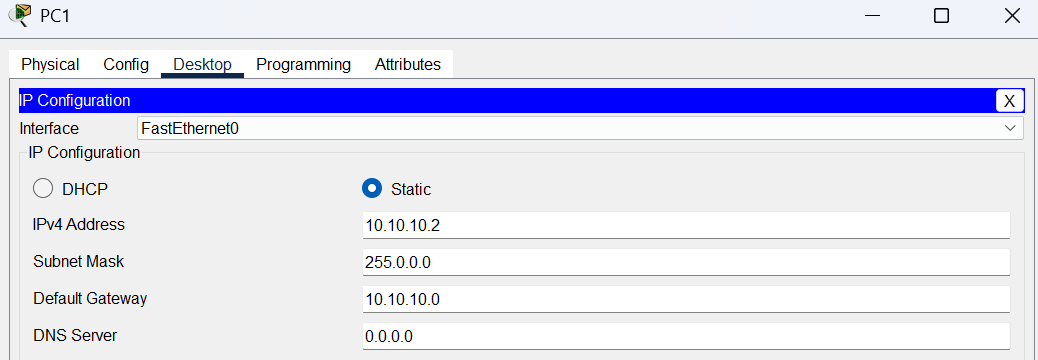 PC1
Physical Config Desktop Programming Attributes
IP Configuration X
Interface FastEthernet0
IP Configuration
DHCP Static
IPv4 Address 10.10.10.2
Subnet Mask 255.0.0.0
Default Gateway 10.10.10.0
DNS Server 0.0.0.0